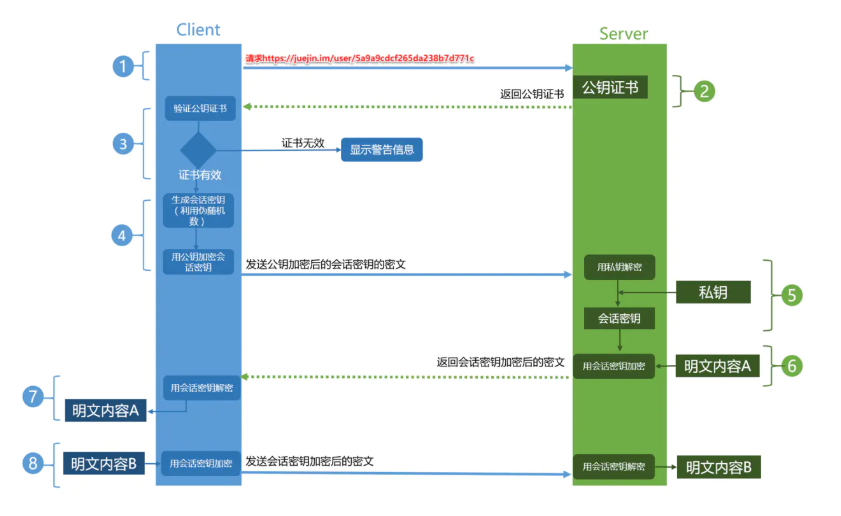 Client
Server
1
请求https://juejin.im/user/5a9a9cdcf265da238b7d771c
公钥证书
2
返回公钥证书
验证公钥证书
3
证书无效
显示警告信息
证书有效
生成会话密钥
（利用伪随机
数）
4
用公钥加密会
话密钥
发送公钥加密后的会话密钥的密文
用私钥解密
私钥
5
会话密钥
返回会话密钥加密后的密文
用会话密钥加密
明文内容A
6
7
用会话密钥解密
明文内容A
8
明文内容B
用会话密钥加密
发送会话密钥加密后的密文
用会话密钥解密
明文内容B